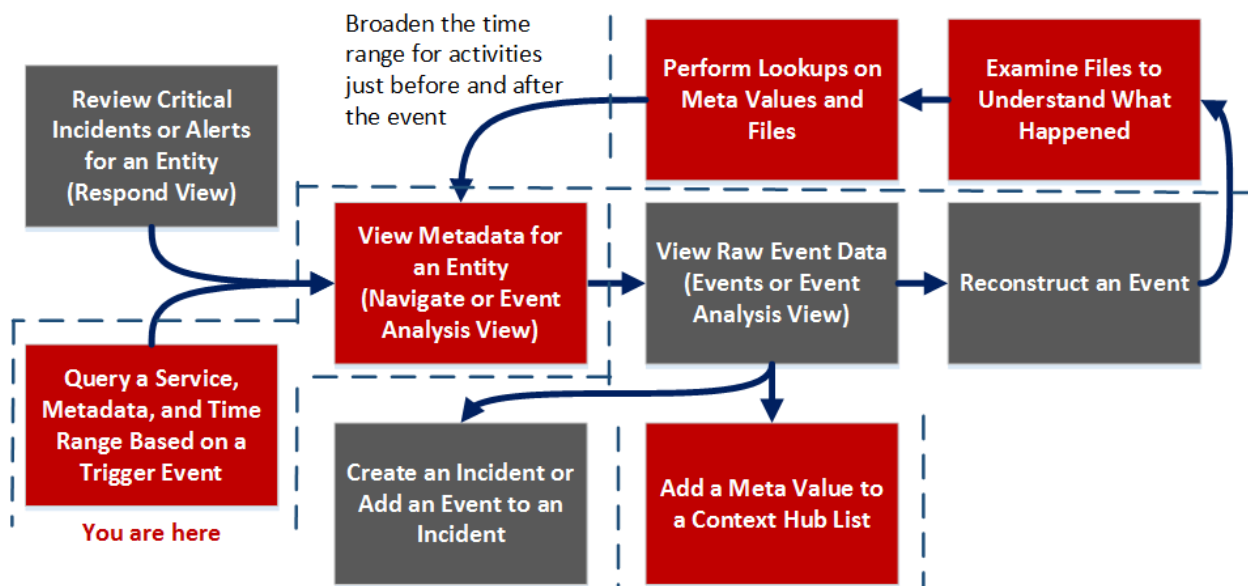 Broaden the time
range for activities
just before and after
the event
Review Critical
Incidents or Alerts
for an Entity
(Respond View)
Perform Lookups on
Meta Values and
Files
Examine Files to
Understand What
Happened
View Metadata for
an Entity
(Navigate or Event
Analysis View)
View Raw Event Data
(Events or Event
Analysis View)
Reconstruct an Event
Query a Service,
Metadata, and Time
Range Based on a
Trigger Event
You are here
Create an Incident or
Add an Event to an
Incident
Add a Meta Value to
a Context Hub List